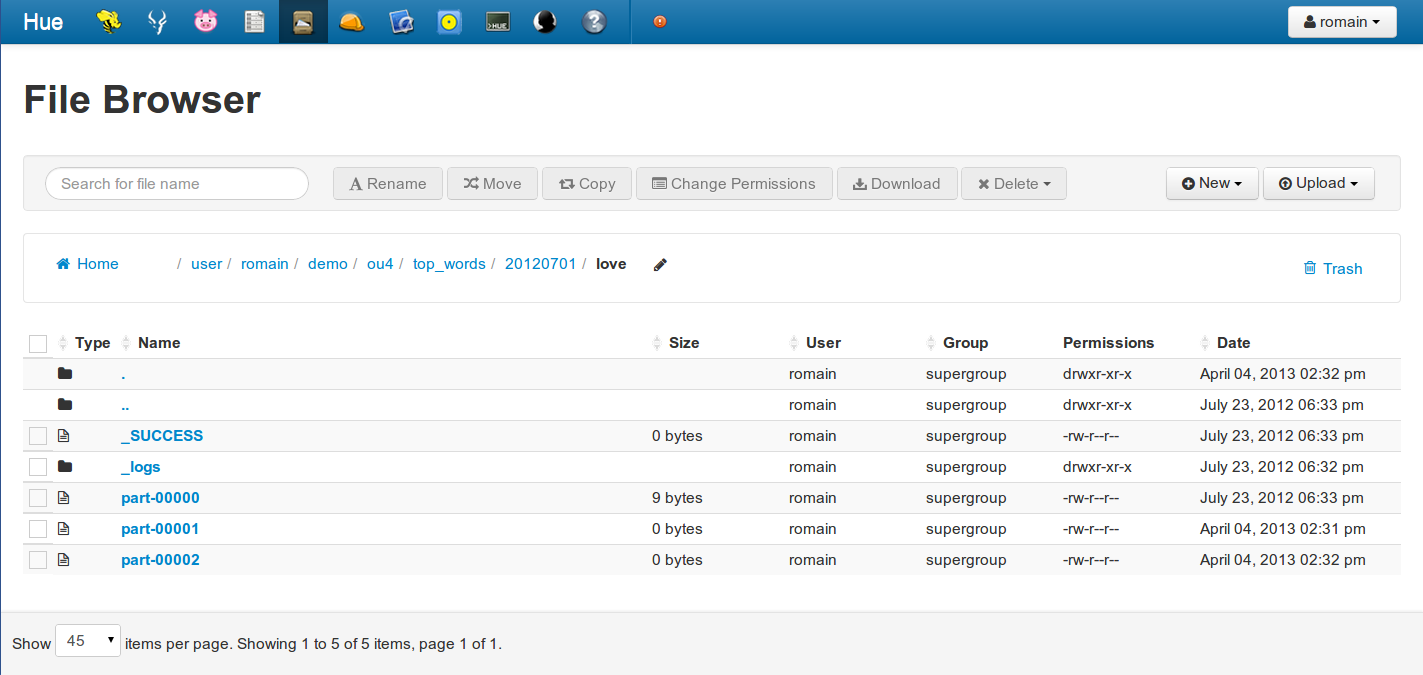 Hue romain
File Browser
Search for file name Rename Move Copy Change Permissions Download Delete New Upload
Home / user / romain / demo / ou4 / top_words / 20120701 / love Trash
Type Name Size User Group Permissions Date
. romain supergroup drwxr-xr-x April 04, 2013 02:32 pm
.. romain supergroup drwxr-xr-x July 23, 2012 06:33 pm
_SUCCESS 0 bytes romain supergroup -rw-r--r-- July 23, 2012 06:33 pm
_logs romain supergroup drwxr-xr-x July 23, 2012 06:32 pm
part-00000 9 bytes romain supergroup -rw-r--r-- July 23, 2012 06:33 pm
part-00001 0 bytes romain supergroup -rw-r--r-- April 04, 2013 02:31 pm
part-00002 0 bytes romain supergroup -rw-r--r-- April 04, 2013 02:32 pm
Show 45 items per page. Showing 1 to 5 of 5 items, page 1 of 1.